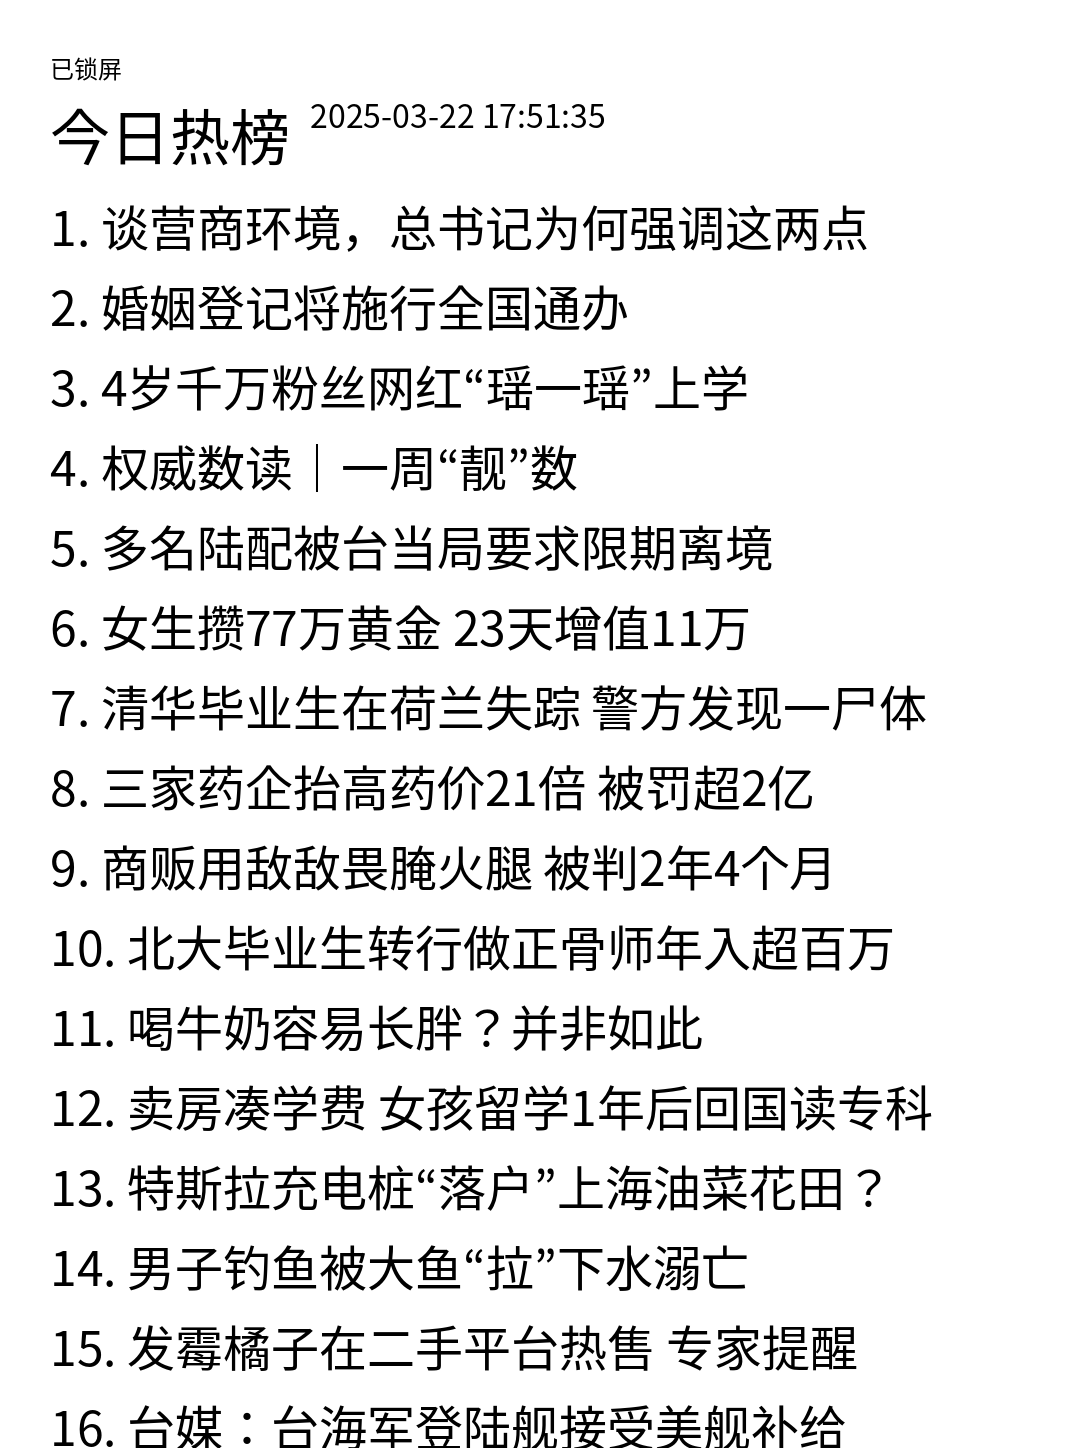 已锁屏
今日热榜 2025-03-22 17:51:35
1. 谈营商环境，总书记为何强调这两点
2. 婚姻登记将施行全国通办
3. 4岁千万粉丝网红“瑶一瑶”上学
4. 权威数读｜一周“靓”数
5. 多名陆配被台当局要求限期离境
6. 女生攒77万黄金 23天增值11万
7. 清华毕业生在荷兰失踪 警方发现一尸体
8. 三家药企抬高药价21倍 被罚超2亿
9. 商贩用敌敌畏腌火腿 被判2年4个月
10. 北大毕业生转行做正骨师年入超百万
11. 喝牛奶容易长胖？并非如此
12. 卖房凑学费 女孩留学1年后回国读专科
13. 特斯拉充电桩“落户”上海油菜花田？
14. 男子钓鱼被大鱼“拉”下水溺亡
15. 发霉橘子在二手平台热售 专家提醒
16. 台媒：台海军登陆舰接受美舰补给